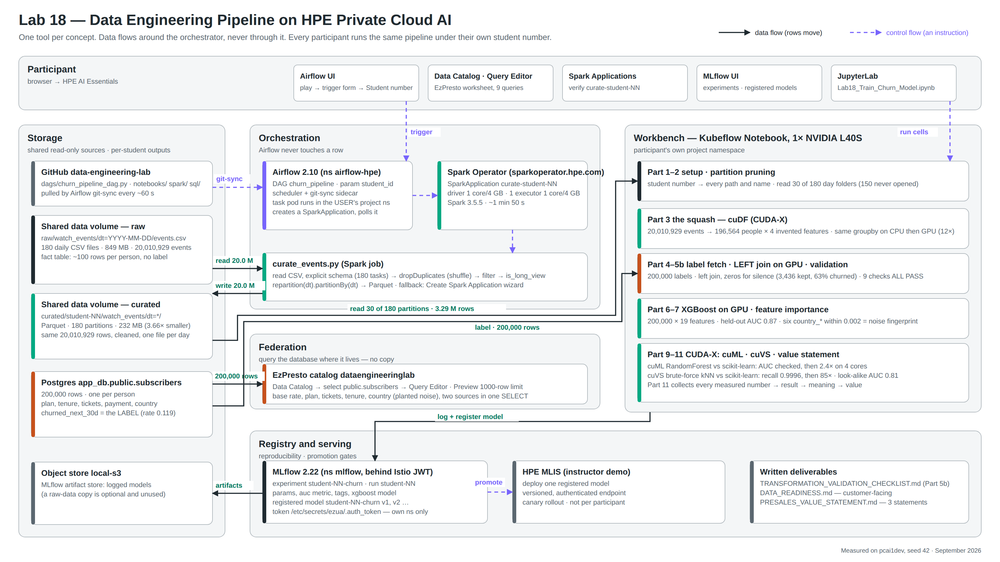 Lab 18 — Data Engineering Pipeline on HPE Private Cloud AI
One tool per concept. Data flows around the orchestrator, never through it. Every participant runs the same pipeline under their own student number.
data flow (rows move)
control flow (an instruction)
Participant
browser → HPE AI Essentials
Airflow UI
play → trigger form → Student number
Data Catalog · Query Editor
EzPresto worksheet, 9 queries
Spark Applications
verify curate-student-NN
MLflow UI
experiments · registered models
JupyterLab
Lab18_Train_Churn_Model.ipynb
trigger
run cells
Storage
shared read-only sources · per-student outputs
GitHub data-engineering-lab
dags/churn_pipeline_dag.py · notebooks/ spark/ sql/
pulled by Airflow git-sync every ~60 s
git-sync
Shared data volume — raw
raw/watch_events/dt=YYYY-MM-DD/events.csv
180 daily CSV files · 849 MB · 20,010,929 events
fact table: ~100 rows per person, no label
read 20.0 M
write 20.0 M
Shared data volume — curated
curated/student-NN/watch_events/dt=*/
Parquet · 180 partitions · 232 MB (3.66× smaller)
same 20,010,929 rows, cleaned, one file per day
Postgres app_db.public.subscribers
200,000 rows · one per person
plan, tenure, tickets, payment, country
churned_next_30d = the LABEL (rate 0.119)
200,000 rows
Object store local-s3
MLflow artifact store: logged models
(a raw-data copy is optional and unused)
artifacts
Orchestration
Airflow never touches a row
Airflow 2.10 (ns airflow-hpe)
DAG churn_pipeline · param student_id
scheduler + git-sync sidecar
task pod runs in the USER's project ns
creates a SparkApplication, polls it
Spark Operator (sparkoperator.hpe.com)
SparkApplication curate-student-NN
driver 1 core/4 GB · 1 executor 1 core/4 GB
Spark 3.5.5 · ~1 min 50 s
curate_events.py (Spark job)
read CSV, explicit schema (180 tasks) → dropDuplicates (shuffle) → filter → is_long_view
repartition(dt).partitionBy(dt) → Parquet · fallback: Create Spark Application wizard
read 30 of 180 partitions · 3.29 M rows
label · 200,000 rows
Federation
query the database where it lives — no copy
EzPresto catalog dataengineeringlab
Data Catalog → select public.subscribers → Query Editor · Preview 1000-row limit
base rate, plan, tickets, tenure, country (planted noise), two sources in one SELECT
log + register model
Workbench — Kubeflow Notebook, 1× NVIDIA L40S
participant's own project namespace
Part 1–2 setup · partition pruning
student number → every path and name · read 30 of 180 day folders (150 never opened)
Part 3 the squash — cuDF (CUDA-X)
20,010,929 events → 196,564 people × 4 invented features · same groupby on CPU then GPU (12×)
Part 4–5b label fetch · LEFT join on GPU · validation
200,000 labels · left join, zeros for silence (3,436 kept, 63% churned) · 9 checks ALL PASS
Part 6–7 XGBoost on GPU · feature importance
200,000 × 19 features · held-out AUC 0.87 · six country_* within 0.002 = noise fingerprint
Part 9–11 CUDA-X: cuML · cuVS · value statement
cuML RandomForest vs scikit-learn: AUC checked, then 2.4× on 4 cores
cuVS brute-force kNN vs scikit-learn: recall 0.9996, then 85× · look-alike AUC 0.81
Part 11 collects every measured number → result → meaning → value
Registry and serving
reproducibility · promotion gates
MLflow 2.22 (ns mlflow, behind Istio JWT)
experiment student-NN-churn · run student-NN
params, auc metric, tags, xgboost model
registered model student-NN-churn v1, v2 …
token /etc/secrets/ezua/.auth_token — own ns only
promote
HPE MLIS (instructor demo)
deploy one registered model
versioned, authenticated endpoint
canary rollout · not per participant
Written deliverables
TRANSFORMATION_VALIDATION_CHECKLIST.md (Part 5b)
DATA_READINESS.md — customer-facing
PRESALES_VALUE_STATEMENT.md — 3 statements
Measured on pcai1dev, seed 42 · September 2026